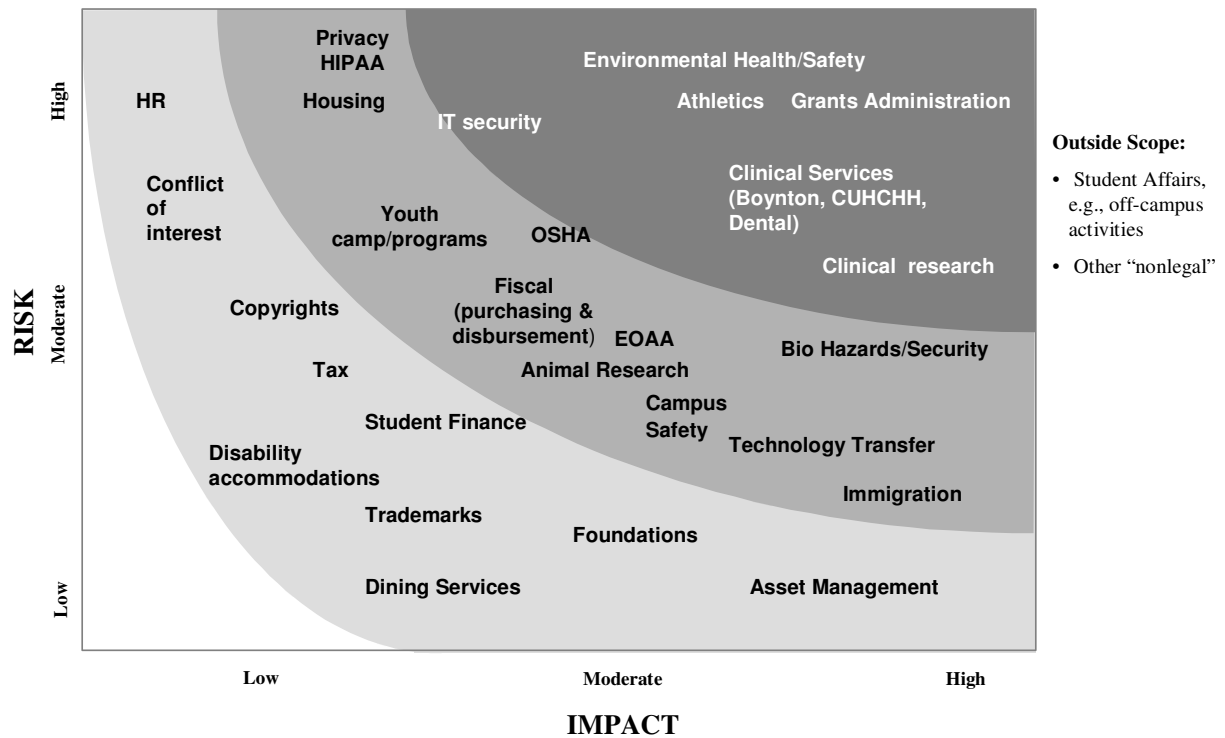 Privacy
HIPAA
Environmental Health/Safety
HR
Housing
Athletics
Grants Administration
High
IT security
Outside Scope:
• Student Affairs,
e.g., off-campus
activities
• Other “nonlegal”
Conflict
of
interest
Clinical Services
(Boynton, CUHCHH,
Dental)
Youth
camp/programs
OSHA
Clinical research
Fiscal
(purchasing &
disbursement)
Copyrights
RISK
Moderate
EOAA
Bio Hazards/Security
Tax
Animal Research
Campus
Safety
Student Finance
Technology Transfer
Disability
accommodations
Immigration
Trademarks
Foundations
Low
Dining Services
Asset Management
Low
Moderate
High
IMPACT